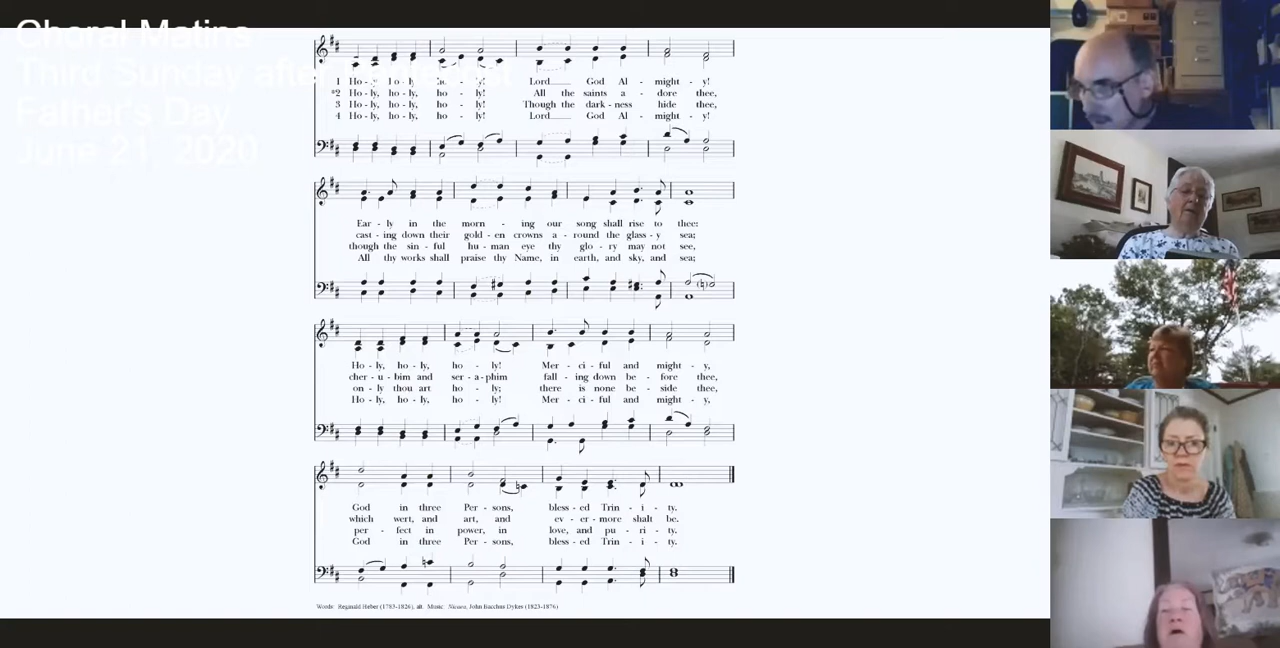 Choral Matins
Third Sunday after
Father's Day
June 21, 2020
1 Ho - ly, ho - ly, ho - ly! Lord God Al - might - y!
*2 Ho - ly, ho - ly, ho - ly! All the saints a - dore thee,
3 Ho - ly, ho - ly, ho - ly! Though the dark - ness hide thee,
4 Ho - ly, ho - ly, ho - ly! Lord God Al - might - y!
Ear - ly in the morn - ing our song shall rise to thee:
cast - ing down their gold - en crowns a - round the glass - y sea;
though the sin - ful hu - man eye thy glo - ry may not see,
All thy works shall praise thy Name, in earth, and sky, and sea;
Ho - ly, ho - ly, ho - ly! Mer - ci - ful and might - y,
cher - u - bim and ser - a - phim fall - ing down be - fore thee,
on - ly thou art ho - ly; there is none be - side thee,
Ho - ly, ho - ly, ho - ly! Mer - ci - ful and might - y,
God in three Per - sons, bless - ed Trin - i - ty.
which wert, and art, and ev - er - more shalt be.
per - fect in power, in love, and pu - ri - ty.
God in three Per - sons, bless - ed Trin - i - ty.
Words: Reginald Heber (1783-1826), alt. Music: Nicaea, John Bacchus Dykes (1823-1876)